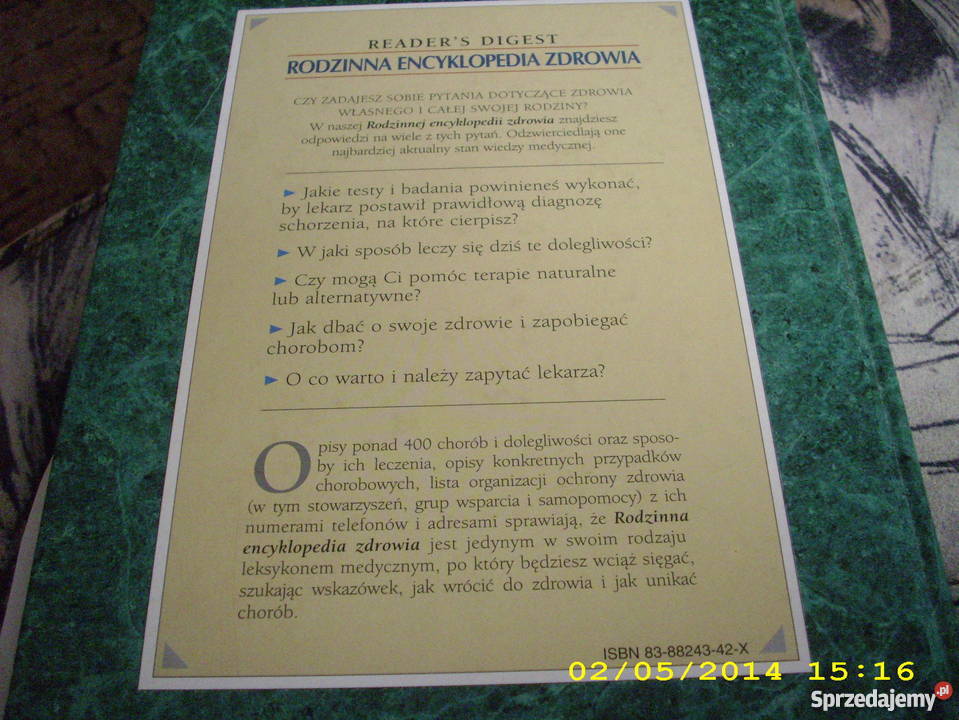 READER'S DIGEST
RODZINNA ENCYKLOPEDIA ZDROWIA
CZY ZADAJESZ SOBIE PYTANIA DOTYCZĄCE ZDROWIA
WŁASNEGO I CAŁEJ SWOJEJ RODZINY?
W naszej Rodzinnej encyklopedii zdrowia znajdziesz
odpowiedzi na wiele z tych pytań. Odzwierciedlają one
najbardziej aktualny stan wiedzy medycznej.
► Jakie testy i badania powinieneś wykonać,
by lekarz postawił prawidłową diagnozę
schorzenia, na które cierpisz?
► W jaki sposób leczy się dziś te dolegliwości?
► Czy mogą Ci pomóc terapie naturalne
lub alternatywne?
► Jak dbać o swoje zdrowie i zapobiegać
chorobom?
► O co warto i należy zapytać lekarza?
Opisy ponad 400 chorób i dolegliwości oraz sposo-
by ich leczenia, opisy konkretnych przypadków
chorobowych, lista organizacji ochrony zdrowia
(w tym stowarzyszeń, grup wsparcia i samopomocy) z ich
numerami telefonów i adresami sprawiają, że Rodzinna
encyklopedia zdrowia jest jedynym w swoim rodzaju
leksykonem medycznym, po który będziesz wciąż sięgać,
szukając wskazówek, jak wrócić do zdrowia i jak unikać
chorób.
ISBN 83-88243-42-X
02/05/2014 15:16
Sprzedajemy.pl